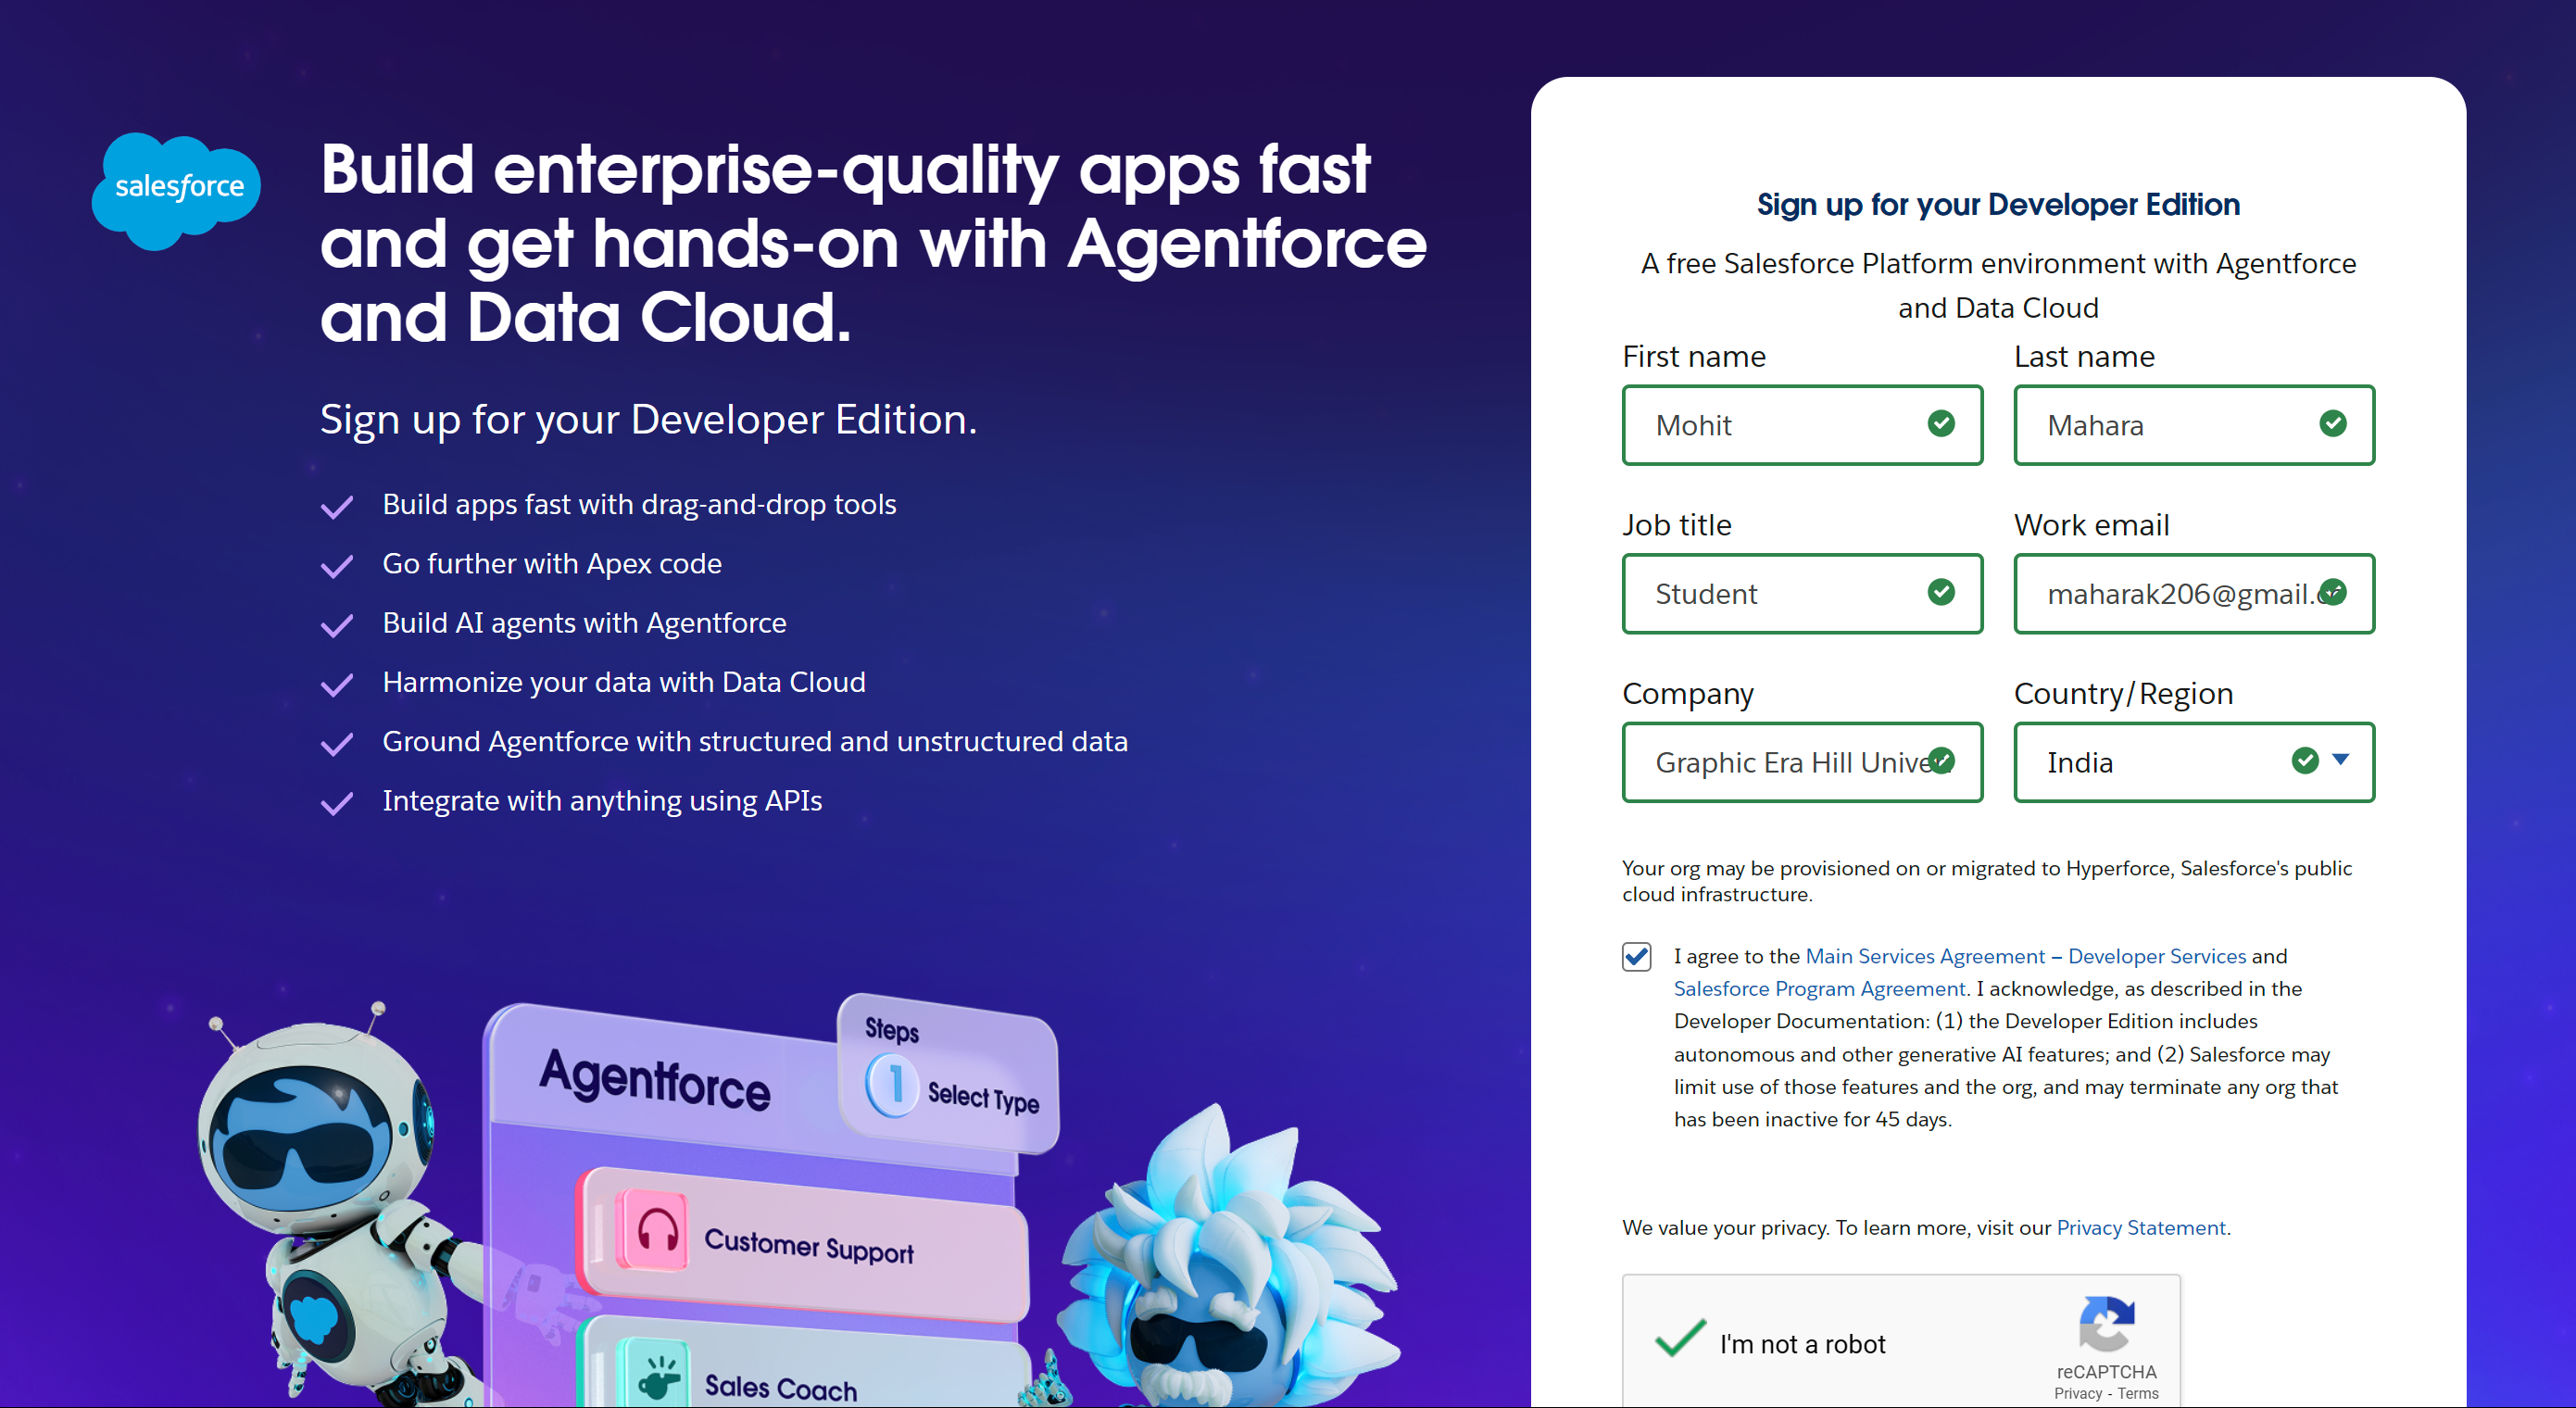 salesforce
Build enterprise-quality apps fast
and get hands-on with Agentforce
and Data Cloud.
Sign up for your Developer Edition.
Build apps fast with drag-and-drop tools
Go further with Apex code
Build AI agents with Agentforce
Harmonize your data with Data Cloud
Ground Agentforce with structured and unstructured data
Integrate with anything using APIs
Agentforce
Steps
1 Select Type
Customer Support
Sales Coach
Sign up for your Developer Edition
A free Salesforce Platform environment with Agentforce
and Data Cloud
First name
Last name
Mohit
Mahara
Job title
Work email
Student
maharak206@gmail.
Company
Country/Region
Graphic Era Hill
India
Your org may be provisioned on or migrated to Hyperforce, Salesforce's public
cloud infrastructure.
I agree to the Main Services Agreement – Developer Services and
Salesforce Program Agreement. I acknowledge, as described in the
Developer Documentation: (1) the Developer Edition includes
autonomous and other generative AI features; and (2) Salesforce may
limit use of those features and the org, and may terminate any org that
has been inactive for 45 days.
We value your privacy. To learn more, visit our Privacy Statement.
I'm not a robot
reCAPTCHA
Privacy - Terms